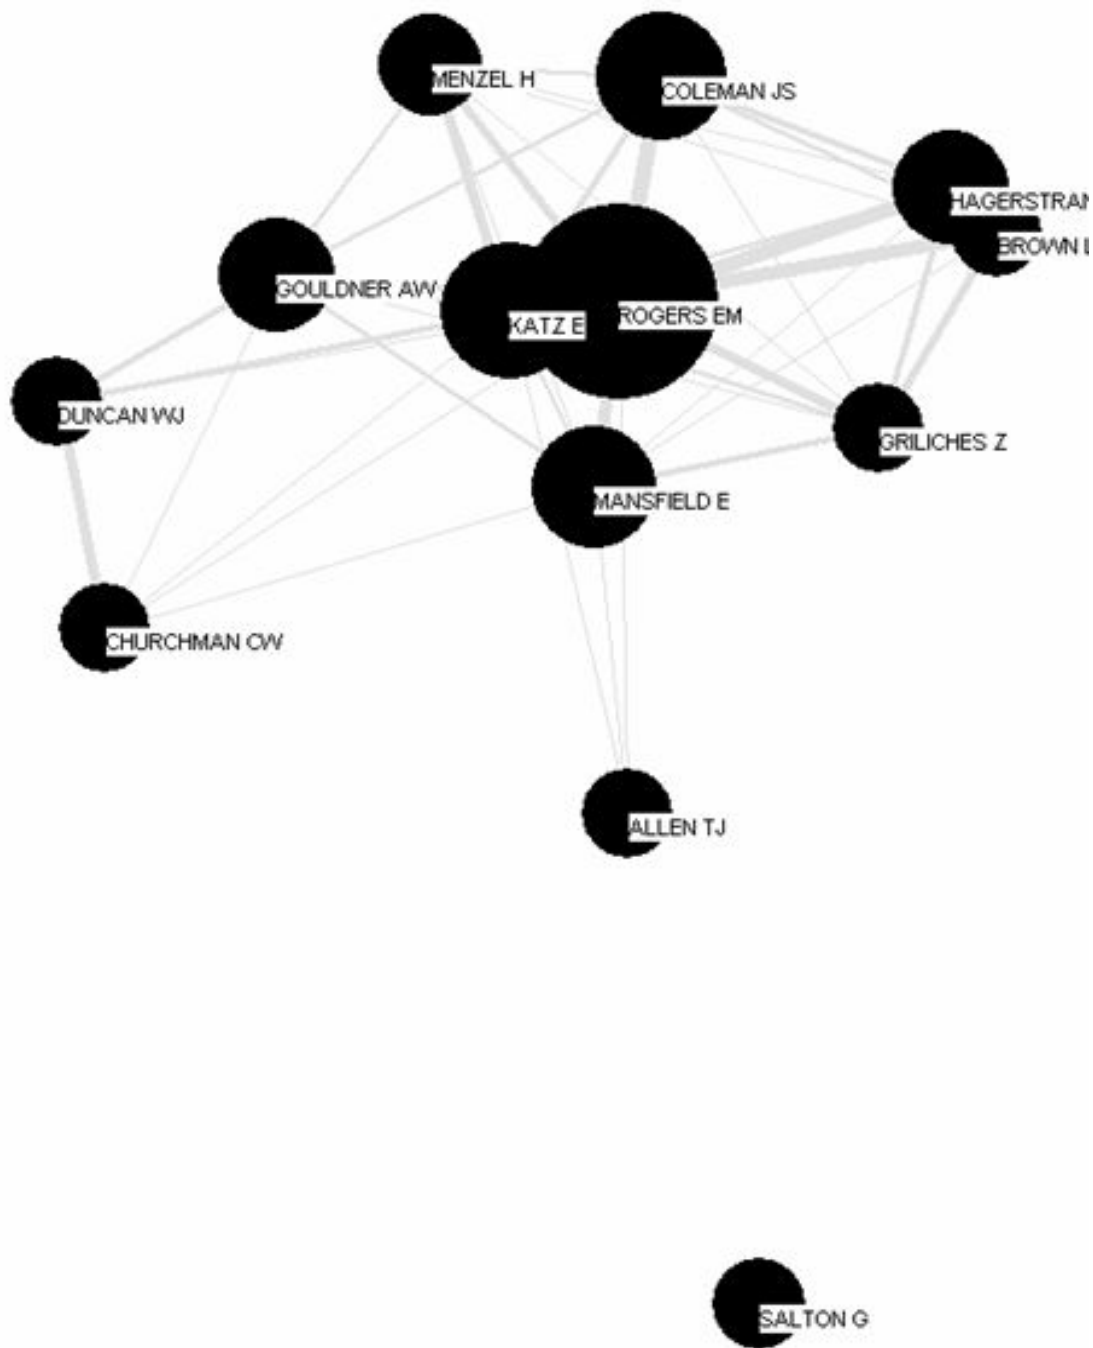 MENZEL H
COLEMAN JS
HAGERSTRAN
BROWN L
GOULDNER AW
KATZ E
ROGERS EM
DUNCAN WJ
GRILICHES Z
MANSFIELD E
CHURCHMAN CW
ALLEN TJ
SALTON G